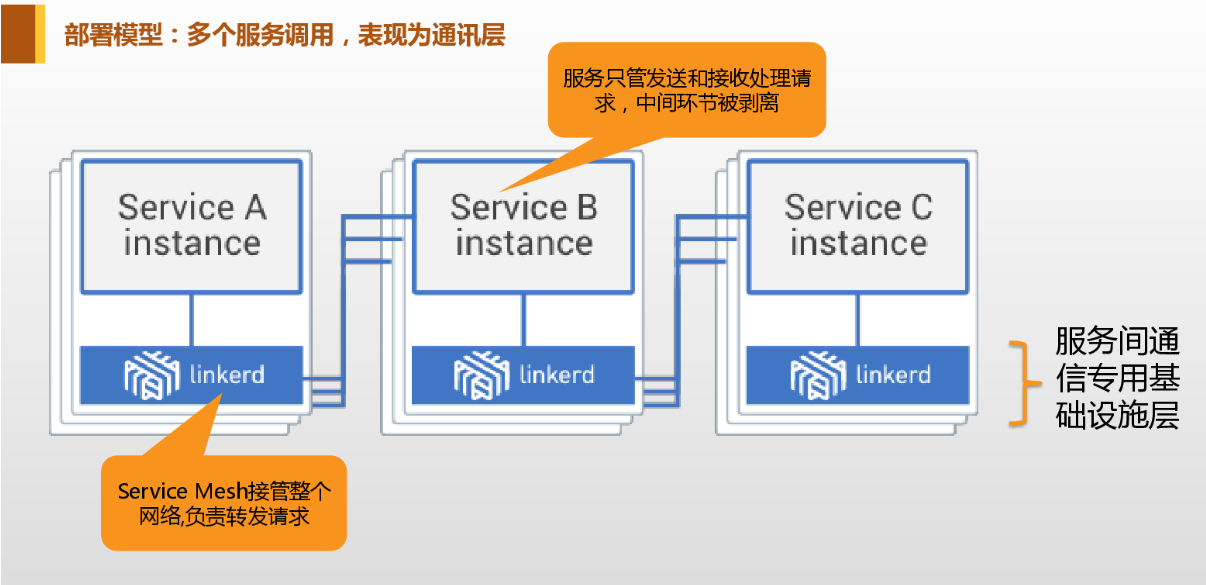 部署模型：多个服务调用，表现为通讯层
服务只管发送和接收处理请
求，中间环节被剥离
Service A
instance
Service B
instance
Service C
instance
linkerd
linkerd
linkerd
服务间通
信专用基
础设施层
Service Mesh接管整个
网络,负责转发请求